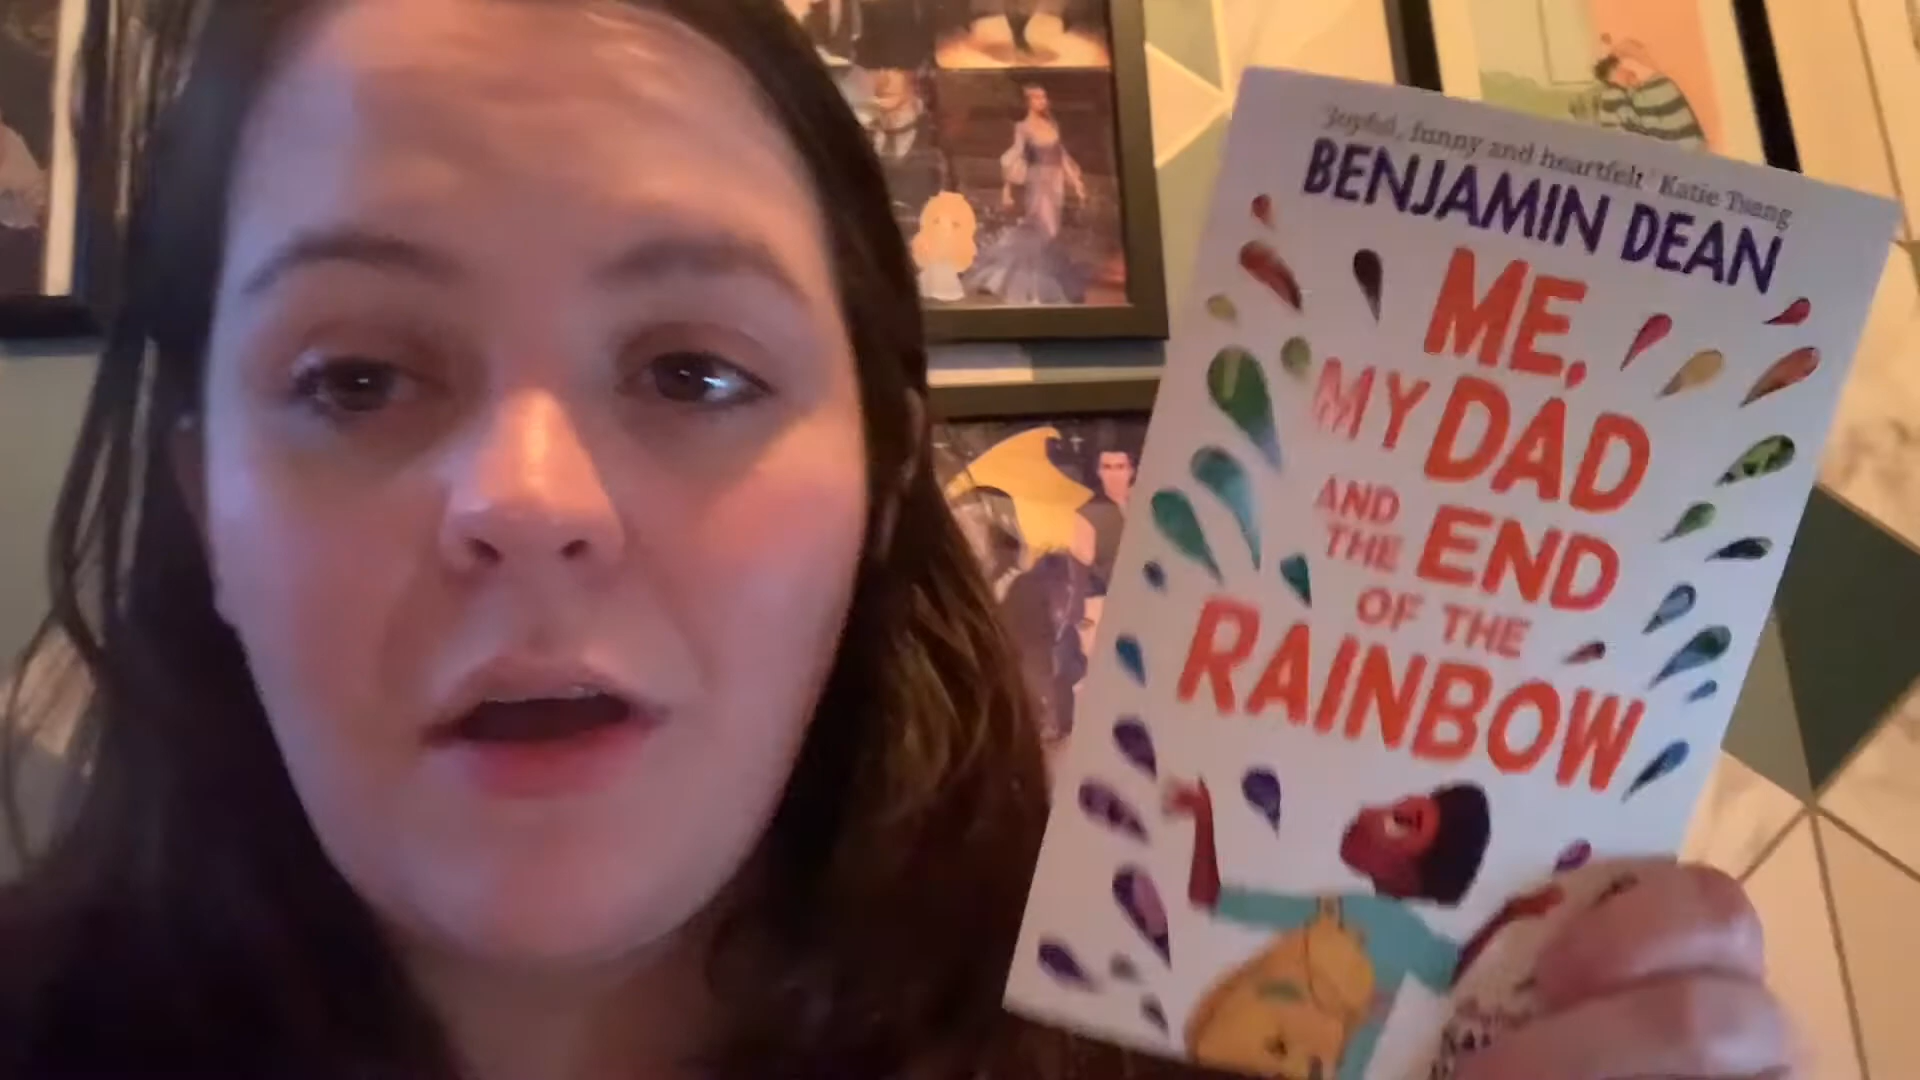 'Joyful, funny and heartfelt' Katie Tsang
BENJAMIN DEAN
ME,
MY DAD
AND
THE END
OF THE
RAINBOW